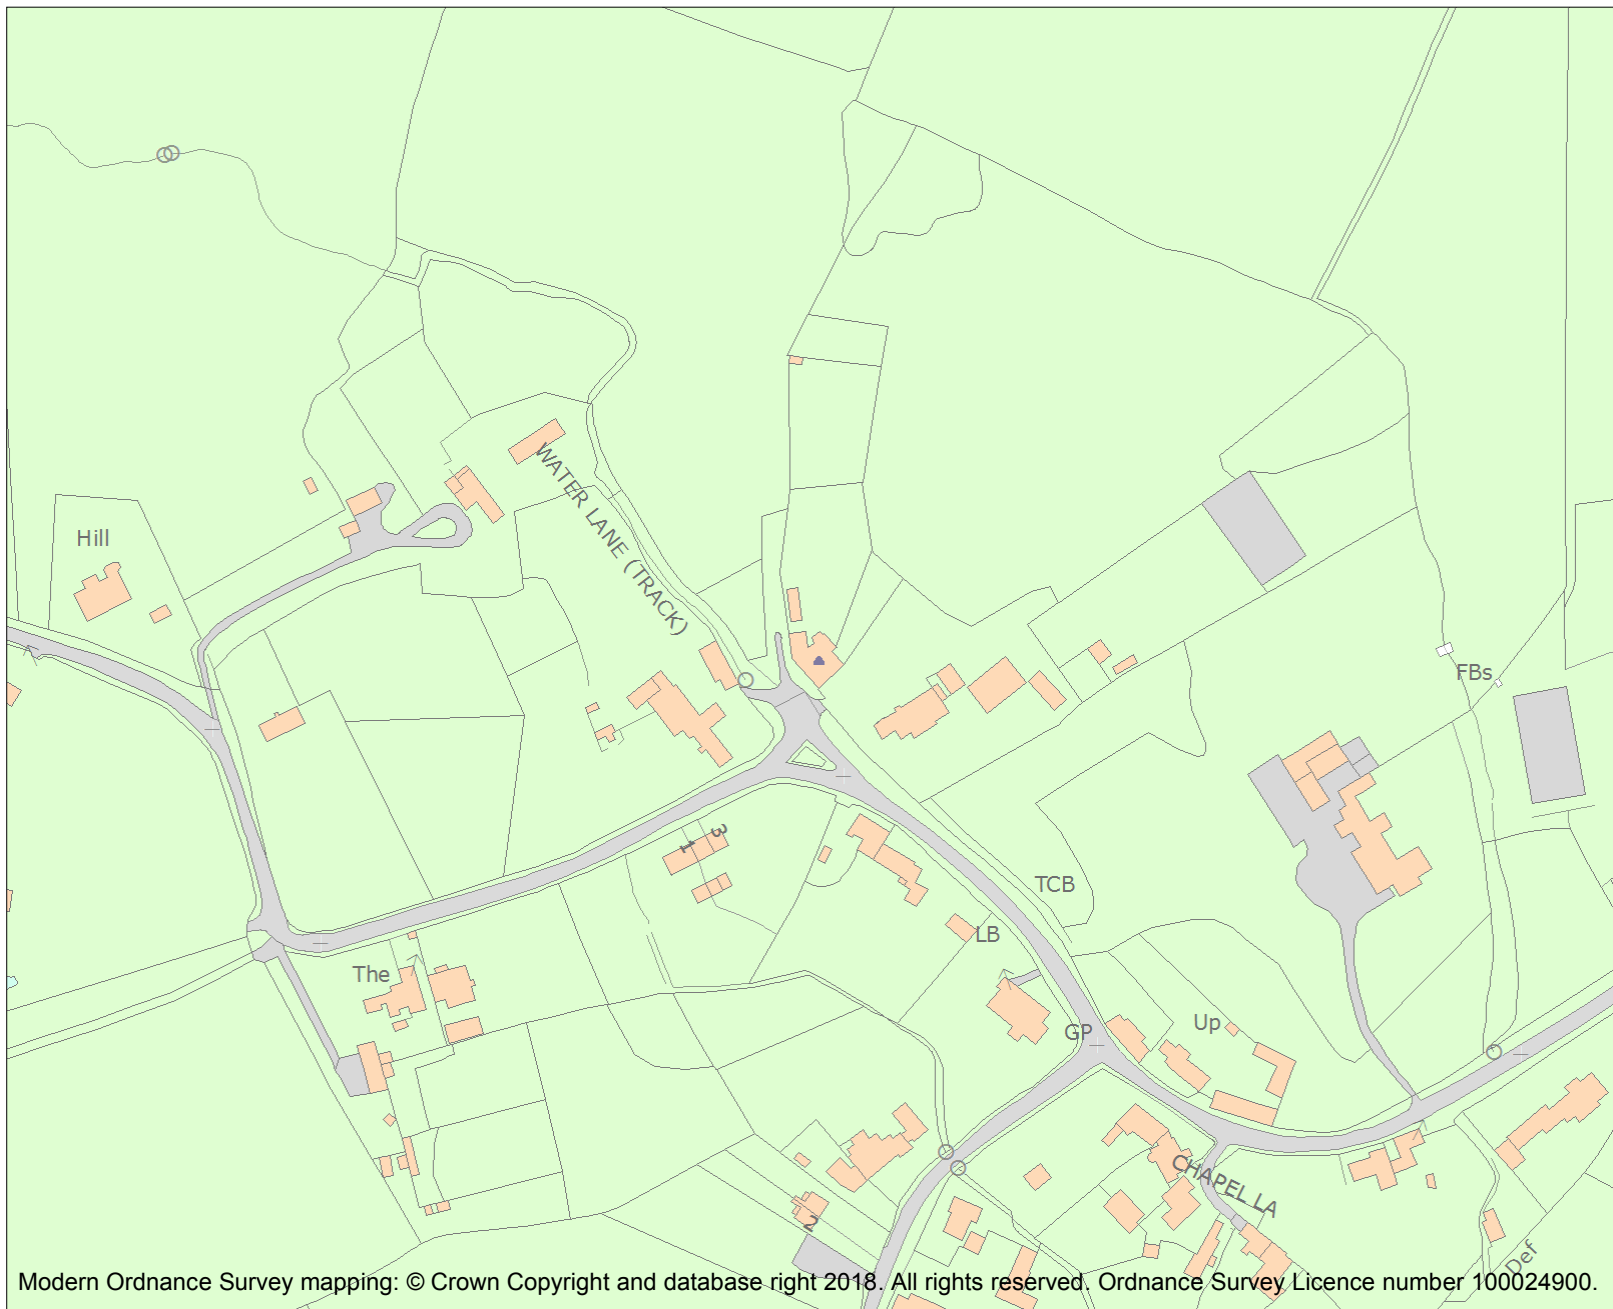 WATER LANE (TRACK)
Hill
FBs
3
1
TCB
LB
The
Up
GP
CHAPEL LA
2
Def
Modern Ordnance Survey mapping: © Crown Copyright and database right 2018. All rights reserved. Ordnance Survey Licence number 100024900.